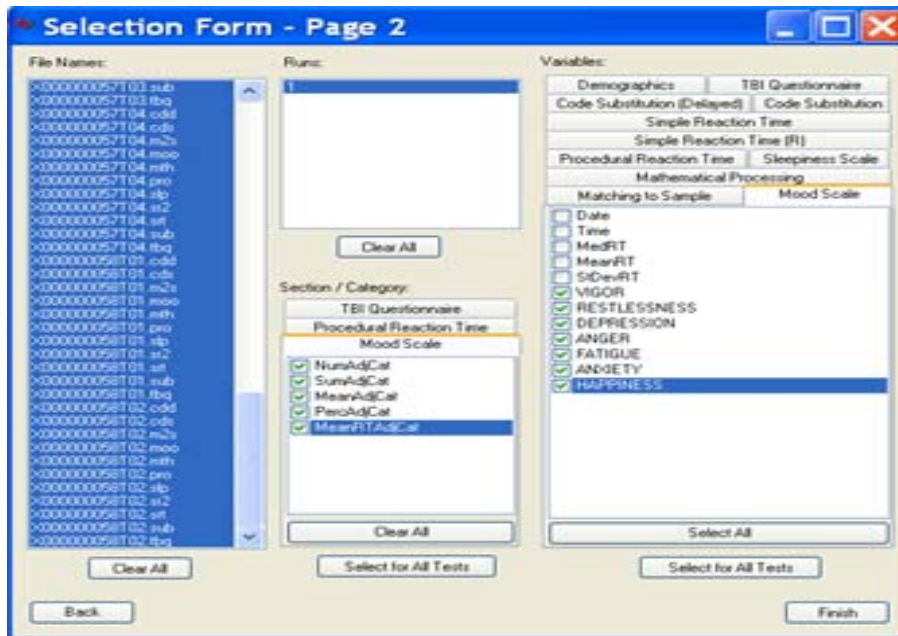 Selection Form - Page 2
File Names:
X000000057T03.sub
X000000057T03.tbq
X000000057T04.cdd
X000000057T04.cds
X000000057T04.m2s
X000000057T04.moo
X000000057T04.mth
X000000057T04.pro
X000000057T04.slp
X000000057T04.sr2
X000000057T04.srt
X000000057T04.sub
X000000057T04.tbq
X000000058T01.cdd
X000000058T01.cds
X000000058T01.m2s
X000000058T01.moo
X000000058T01.mth
X000000058T01.pro
X000000058T01.slp
X000000058T01.sr2
X000000058T01.srt
X000000058T01.sub
X000000058T01.tbq
X000000058T02.cdd
X000000058T02.cds
X000000058T02.m2s
X000000058T02.moo
X000000058T02.mth
X000000058T02.pro
X000000058T02.slp
X000000058T02.sr2
X000000058T02.srt
X000000058T02.sub
X000000058T02.tbq
Clear All
Back
Runs:
1
Clear All
Section / Category:
TBI Questionnaire
Procedural Reaction Time
Mood Scale
NumAdjCat
SumAdjCat
MeanAdjCat
PercAdjCat
MeanRTAdjCat
Clear All
Select for All Tests
Variables:
Demographics TBI Questionnaire
Code Substitution (Delayed) Code Substitution
Simple Reaction Time
Simple Reaction Time (R)
Procedural Reaction Time Sleepiness Scale
Mathematical Processing
Matching to Sample Mood Scale
Date
Time
MedRT
MeanRT
StDevRT
VIGOR
RESTLESSNESS
DEPRESSION
ANGER
FATIGUE
ANXIETY
HAPPINESS
Select All
Select for All Tests
Finish